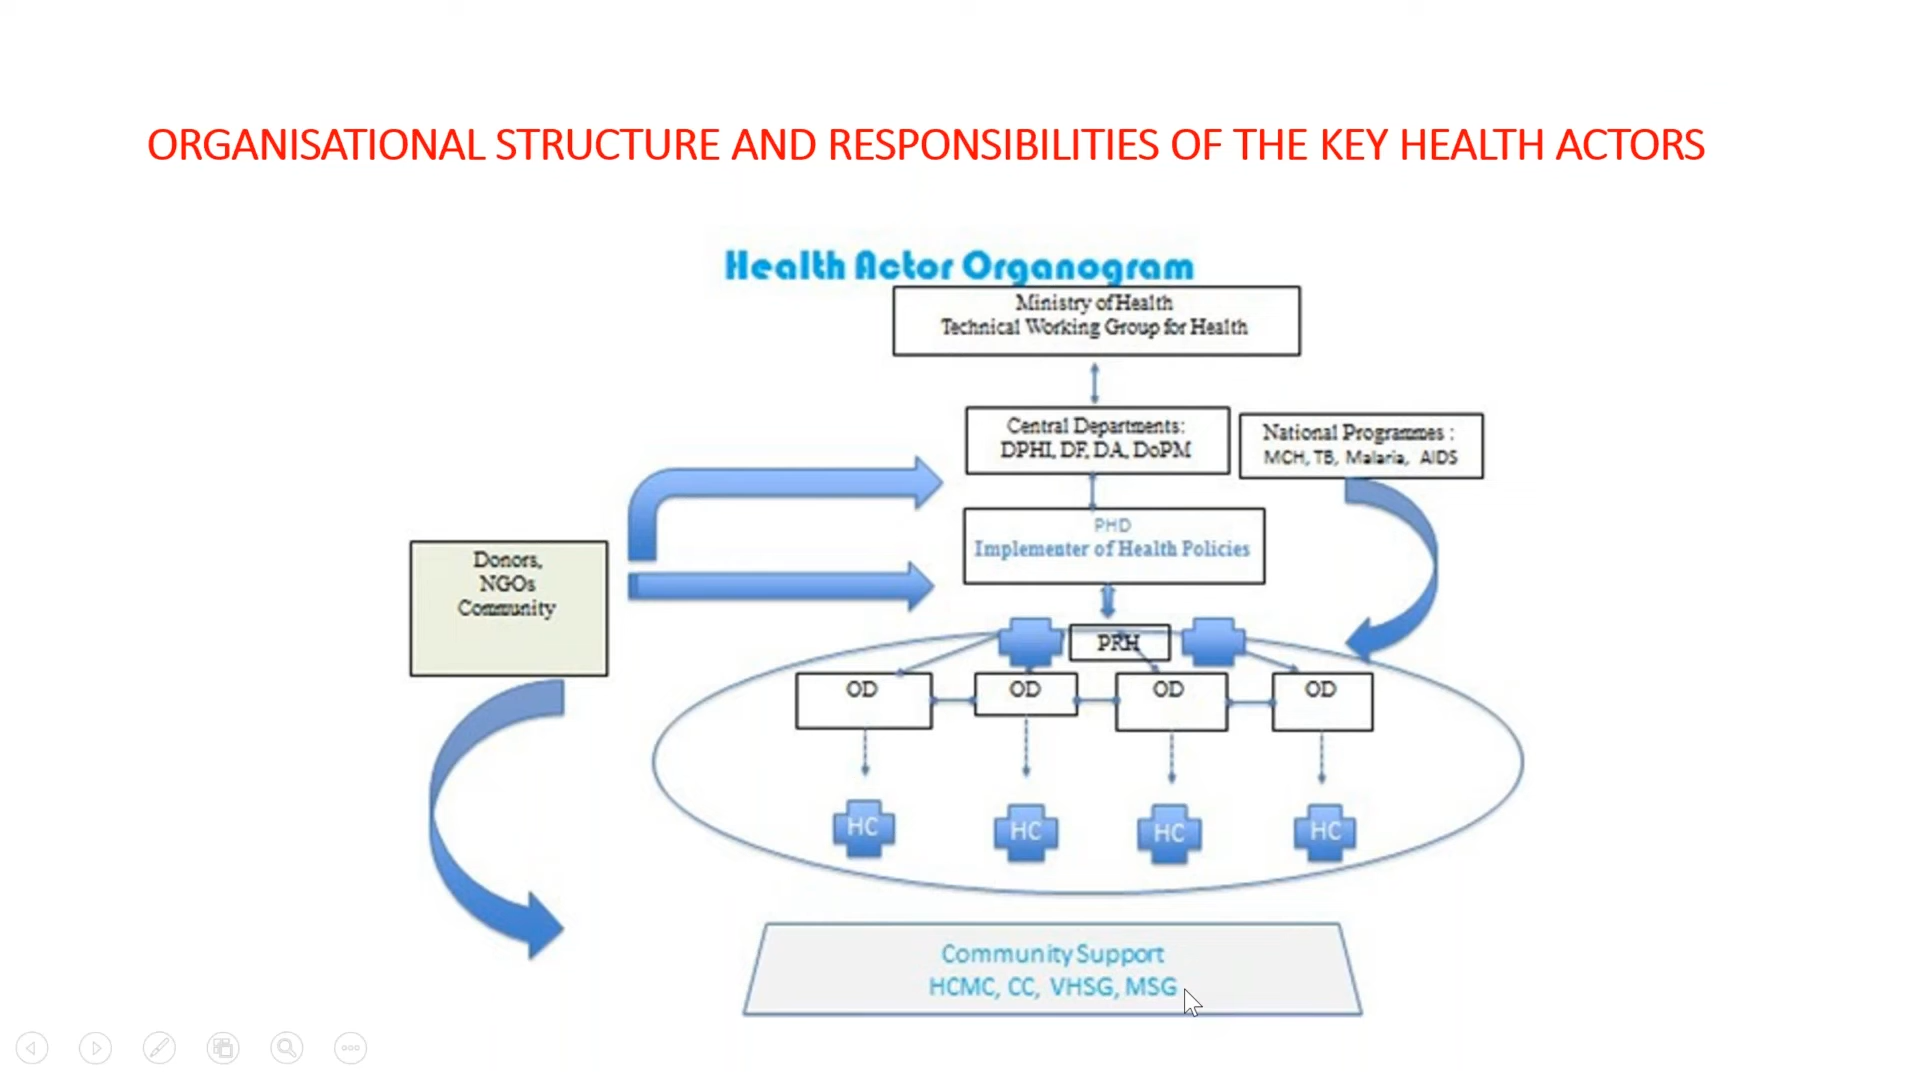 ORGANISATIONAL STRUCTURE AND RESPONSIBILITIES OF THE KEY HEALTH ACTORS
Health Actor Organogram
Ministry of Health
Technical Working Group for Health
Central Departments:
DPHI, DF, DA, DoPM
National Programmes :
MCH, TB, Malaria, AIDS
PHD
Implementer of Health Policies
Donors,
NGOs
Community
PRH
OD
OD
OD
OD
HC
HC
HC
HC
Community Support
HCMC, CC, VHSG, MSG